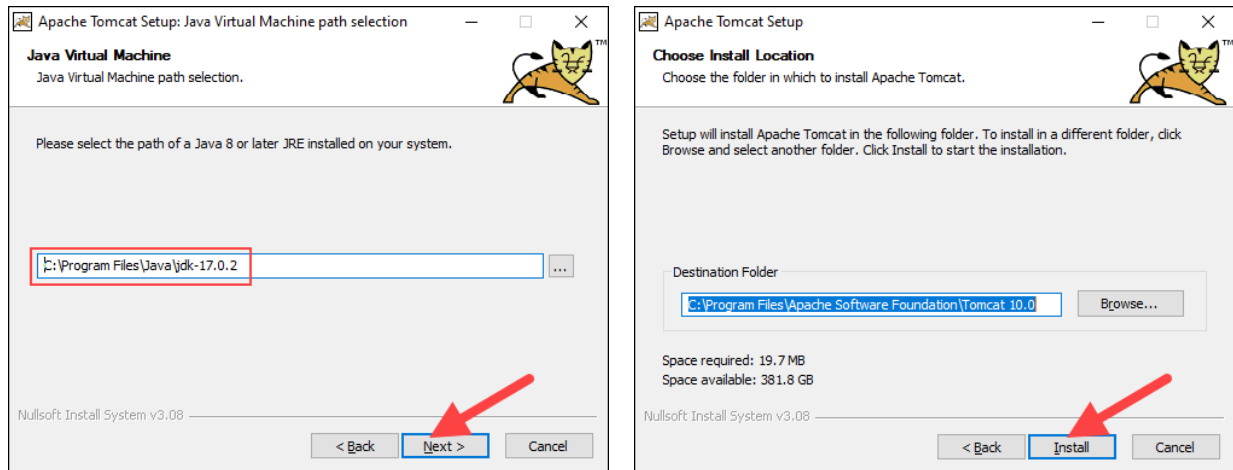 Apache Tomcat Setup: Java Virtual Machine path selection
Java Virtual Machine
Java Virtual Machine path selection.
TM
Please select the path of a Java 8 or later JRE installed on your system.
C:\Program Files\Java\jdk-17.0.2
...
Nullsoft Install System v3.08
< Back
Next >
Cancel
Apache Tomcat Setup
Choose Install Location
Choose the folder in which to install Apache Tomcat.
TM
Setup will install Apache Tomcat in the following folder. To install in a different folder, click
Browse and select another folder. Click Install to start the installation.
Destination Folder
C:\Program Files\Apache Software Foundation\Tomcat 10.0
Browse...
Space required: 19.7 MB
Space available: 381.8 GB
Nullsoft Install System v3.08
< Back
Install
Cancel